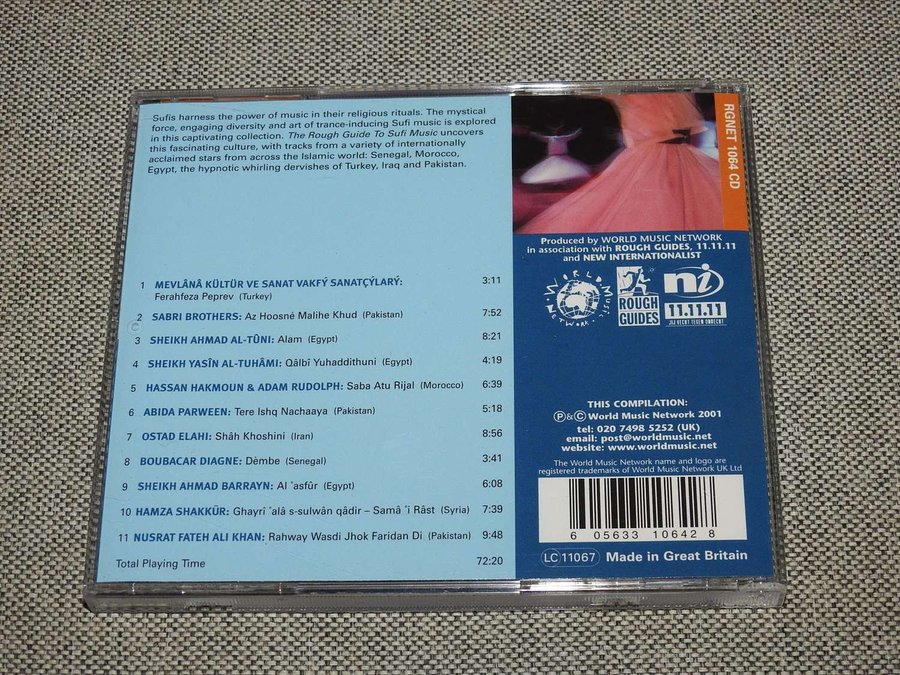 Sufis harness the power of music in their religious rituals. The mystical
force, engaging diversity and art of trance-inducing Sufi music is explored
in this captivating collection. The Rough Guide To Sufi Music uncovers
this fascinating culture, with tracks from a variety of internationally
acclaimed stars from across the Islamic world: Senegal, Morocco,
Egypt, the hypnotic whirling dervishes of Turkey, Iraq and Pakistan.
1 MEVLÂNÂ KÜLTÜR VE SANAT VAKFÝ SANATÇÝLARÝ: 3:11
Ferahfeza Peprev (Turkey)
2 SABRI BROTHERS: Az Hoosné Malihe Khud (Pakistan) 7:52
3 SHEIKH AHMAD AL-TÛNI: Alam (Egypt) 8:21
4 SHEIKH YASÎN AL-TUHÂMI: Qâlbî Yuhaddithuni (Egypt) 4:19
5 HASSAN HAKMOUN & ADAM RUDOLPH: Saba Atu Rijal (Morocco) 6:39
6 ABIDA PARWEEN: Tere Ishq Nachaaya (Pakistan) 5:18
7 OSTAD ELAHI: Shâh Khoshini (Iran) 8:56
8 BOUBACAR DIAGNE: Dèmbe (Senegal) 3:41
9 SHEIKH AHMAD BARRAYN: Al 'asfûr (Egypt) 6:08
10 HAMZA SHAKKÜR: Ghayrî 'alâ s-sulwân qâdir – Samâ 'i Râst (Syria) 7:39
11 NUSRAT FATEH ALI KHAN: Rahway Wasdi Jhok Faridan Di (Pakistan) 9:48
Total Playing Time 72:20
RGNET 1064 CD
Produced by WORLD MUSIC NETWORK
in association with ROUGH GUIDES, 11.11.11
and NEW INTERNATIONALIST
WORLD MUSIC NETWORK
ROUGH
GUIDES
ni
11.11.11
JIJ VECHT TEGEN ONRECHT
THIS COMPILATION:
Ⓟ&© World Music Network 2001
tel: 020 7498 5252 (UK)
email: post@worldmusic.net
website: www.worldmusic.net
The World Music Network name and logo are
registered trademarks of World Music Network UK Ltd
6 05633 10642 8
LC 11067 Made in Great Britain